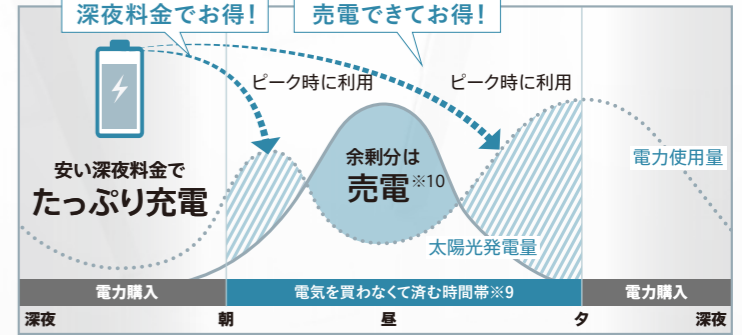 深夜料金でお得！
売電できてお得！
ピーク時に利用
ピーク時に利用
安い深夜料金で
たっぷり充電
余剰分は
売電※10
電力使用量
太陽光発電量
電力購入
電気を買わなくて済む時間帯※9
電力購入
深夜
朝
昼
夕
深夜